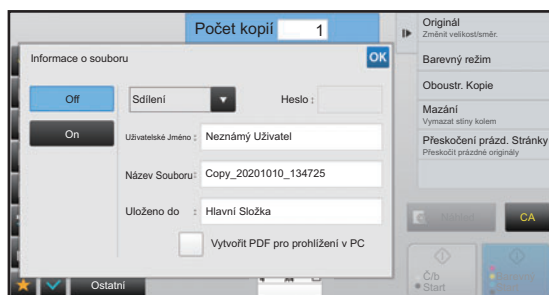 Počet kopií 1
Informace o souboru OK
Off
On
Sdílení Heslo :
Uživatelské Jméno : Neznámý Uživatel
Název Souboru : Copy_20201010_134725
Uloženo do : Hlavní Složka
Vytvořit PDF pro prohlížení v PC
Ostatní
Originál
Změnit velikost/směr.
Barevný režim
Oboustr. Kopie
Mazání
Vymazat stíny kolem
Přeskočení prázd. Stránky
Přeskočit prázdné originály
CA
Č/b
Start